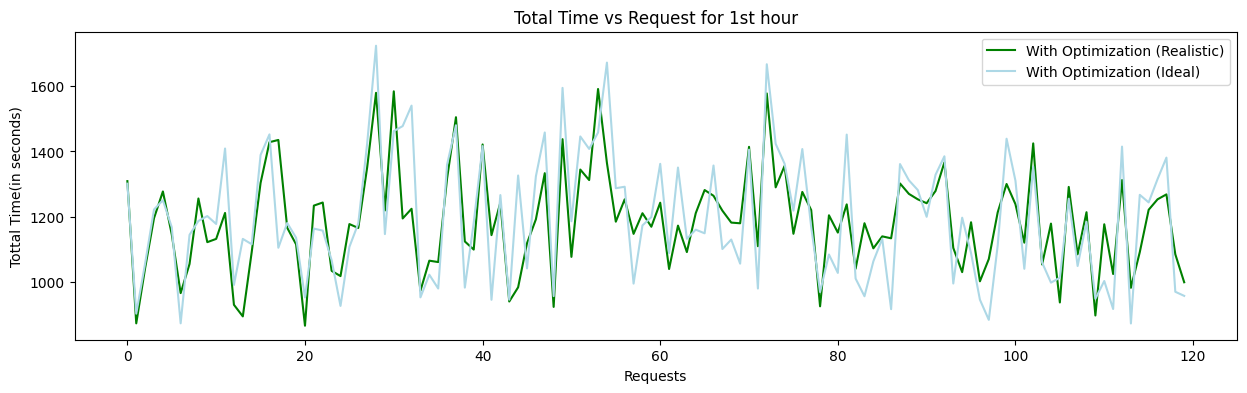 Total Time vs Request for 1st hour
Tottal Time(in seconds)
1600
1400
1200
1000
With Optimization (Realistic)
With Optimization (Ideal)
0 20 40 60 80 100 120
Requests